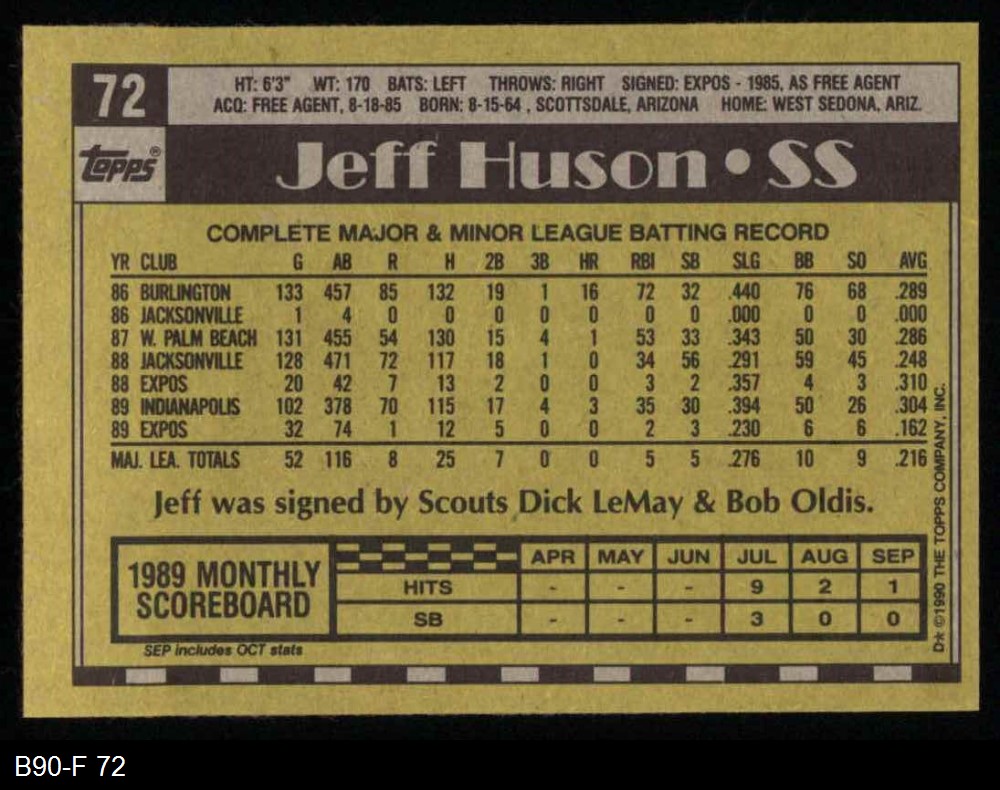 72
HT: 6'3" WT: 170 BATS: LEFT THROWS: RIGHT SIGNED: EXPOS - 1985, AS FREE AGENT
ACQ: FREE AGENT, 8-18-85 BORN: 8-15-64 , SCOTTSDALE, ARIZONA HOME: WEST SEDONA, ARIZ.
topps®
Jeff Huson • SS
COMPLETE MAJOR & MINOR LEAGUE BATTING RECORD
YR CLUB G AB R H 2B 3B HR RBI SB SLG BB SO AVG
86 BURLINGTON 133 457 85 132 19 1 16 72 32 .440 76 68 .289
86 JACKSONVILLE 1 4 0 0 0 0 0 0 0 .000 0 0 .000
87 W. PALM BEACH 131 455 54 130 15 4 1 53 33 .343 50 30 .286
88 JACKSONVILLE 128 471 72 117 18 1 0 34 56 .291 59 45 .248
88 EXPOS 20 42 7 13 2 0 0 3 2 .357 4 3 .310
89 INDIANAPOLIS 102 378 70 115 17 4 3 35 30 .394 50 26 .304
89 EXPOS 32 74 1 12 5 0 0 2 3 .230 6 6 .162
MAJ. LEA. TOTALS 52 116 8 25 7 0 0 5 5 .276 10 9 .216
Jeff was signed by Scouts Dick LeMay & Bob Oldis.
1989 MONTHLY
SCOREBOARD
APR MAY JUN JUL AUG SEP
HITS - - - 9 2 1
SB - - - 3 0 0
SEP includes OCT stats
D* ©1990 THE TOPPS COMPANY, INC.
B90-F 72